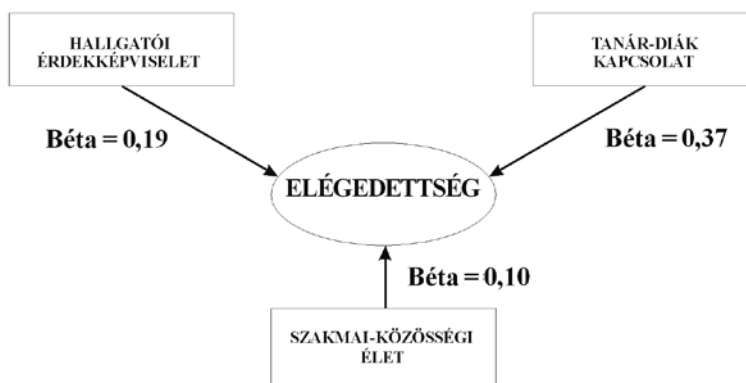 HALLGATÓI
ÉRDEKKÉPVISELET
TANÁR-DIÁK
KAPCSOLAT
Béta = 0,19
Béta = 0,37
ELÉGEDETTSÉG
Béta = 0,10
SZAKMAI-KÖZÖSSÉGI
ÉLET